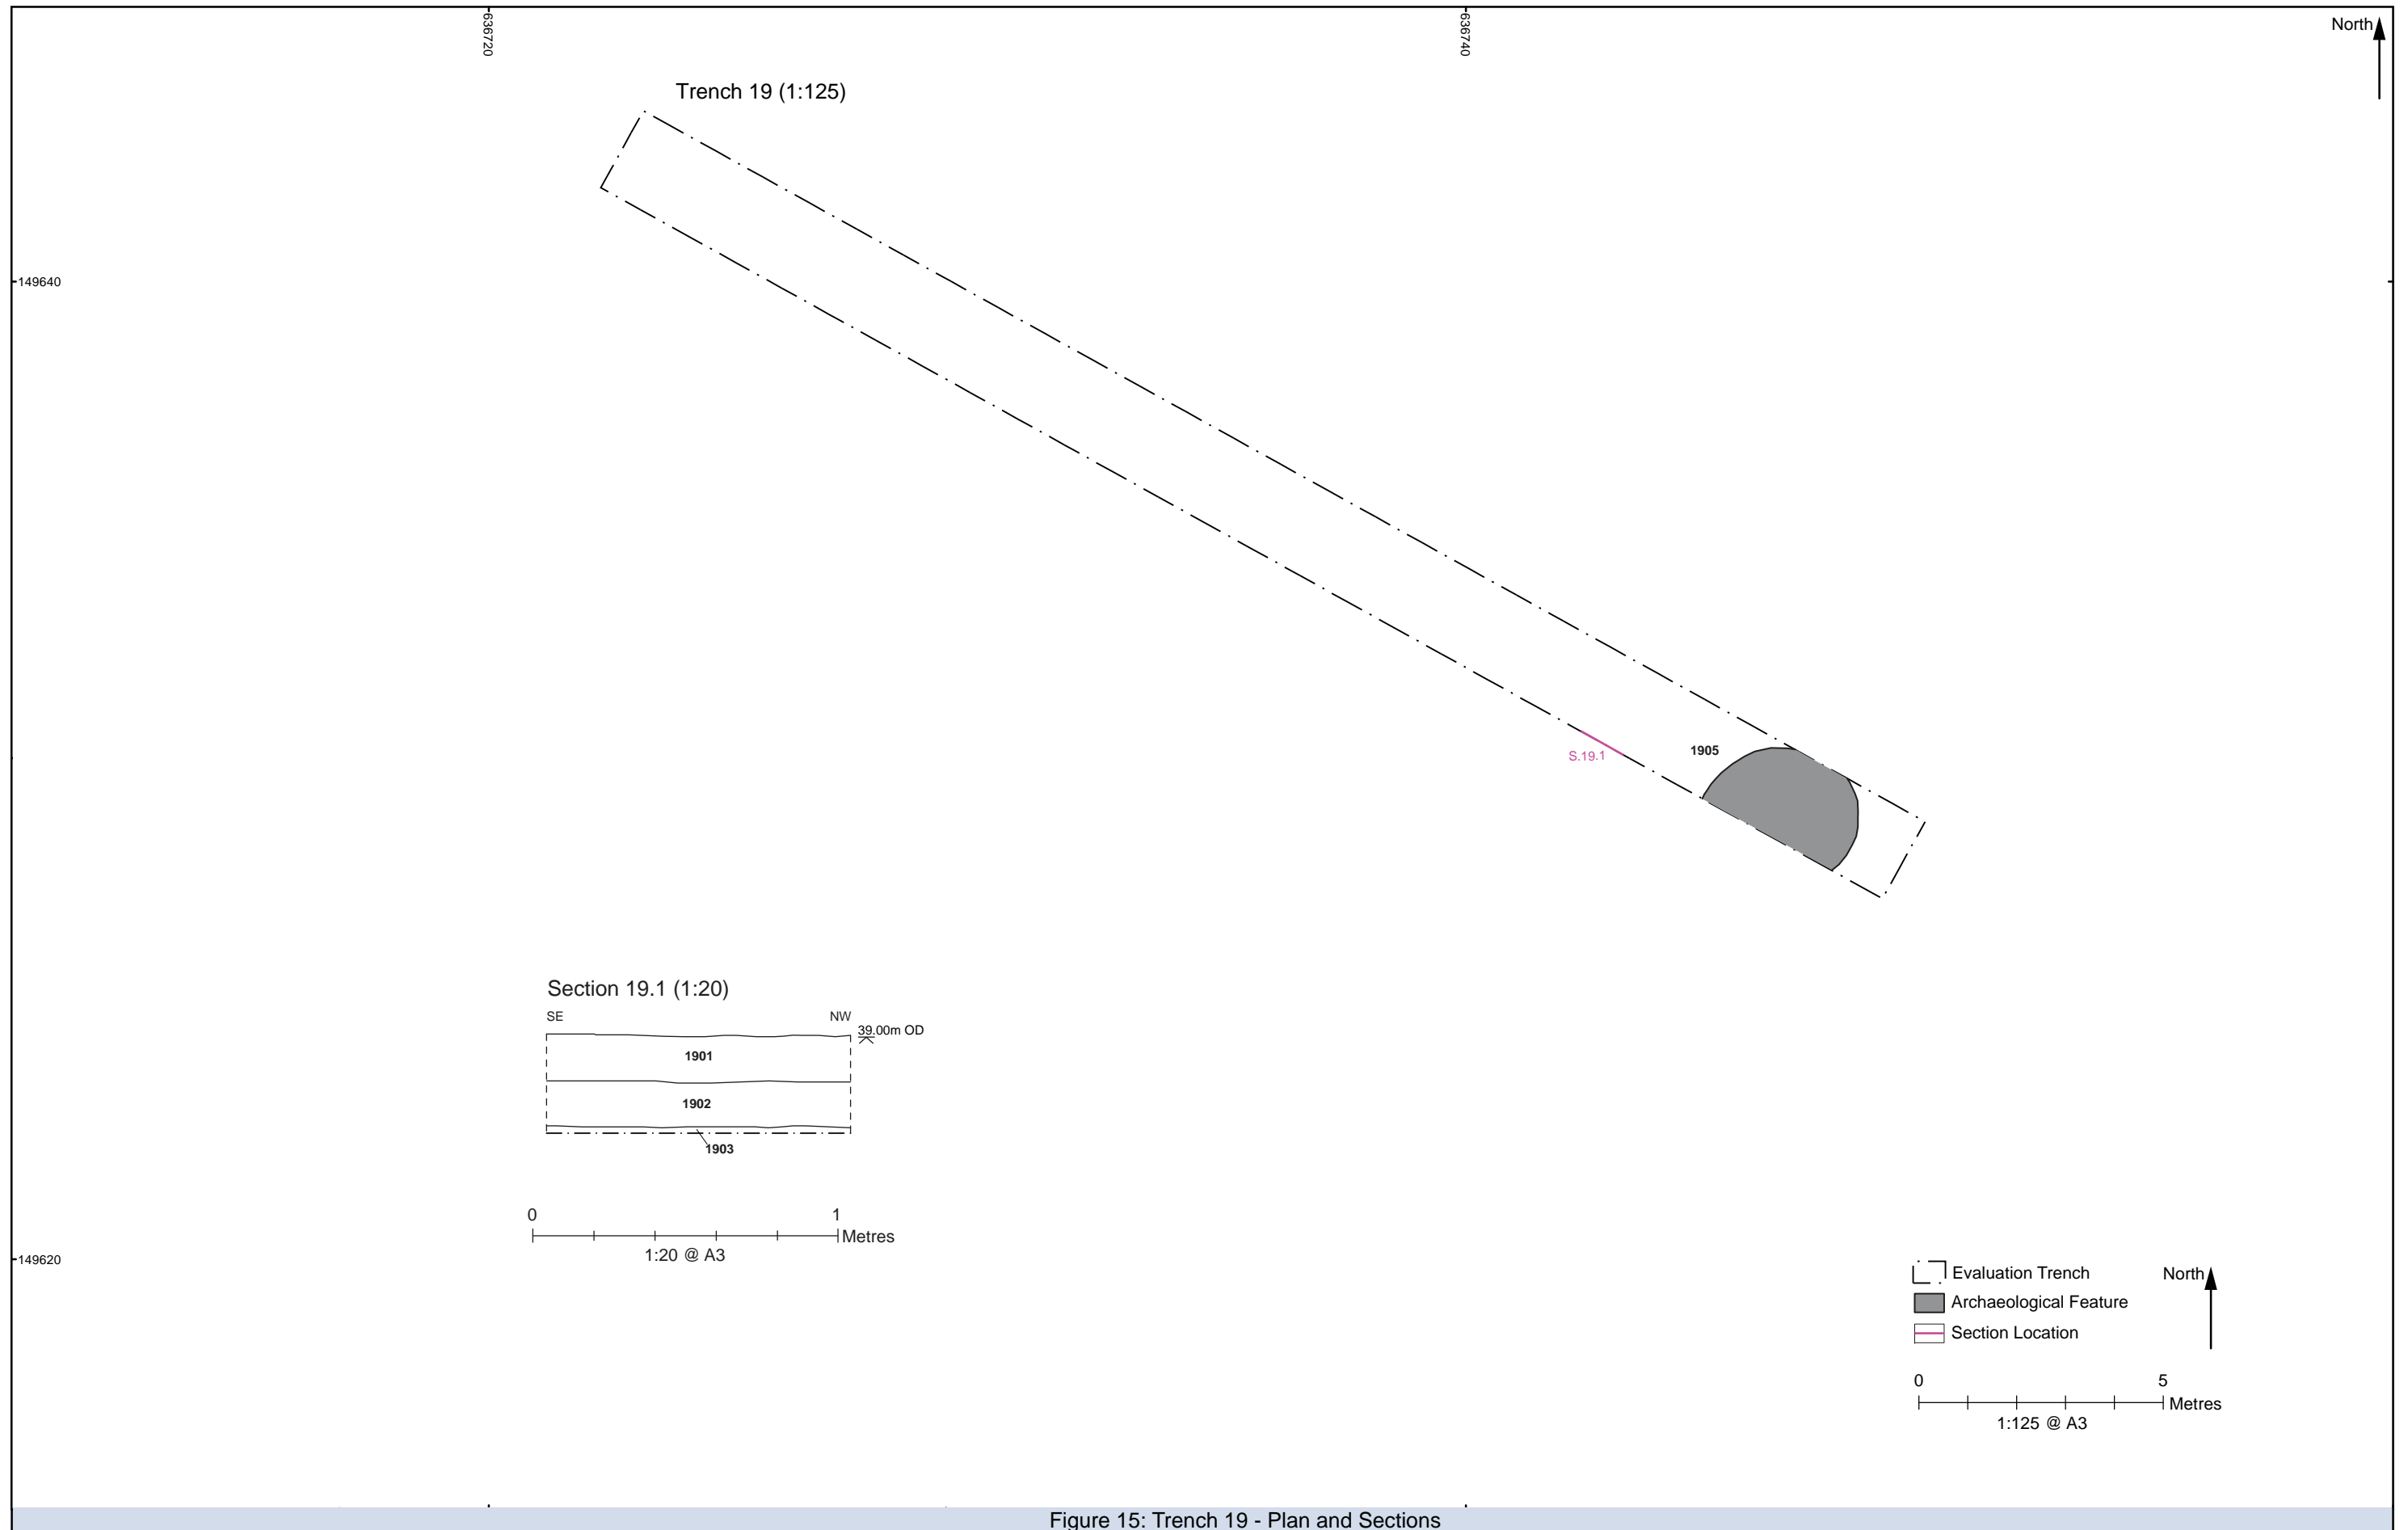 636720
636740
North
Trench 19 (1:125)
149640
S.19.1
1905
Section 19.1 (1:20)
SE
NW
39.00m OD
1901
1902
1903
0
1
Metres
1:20 @ A3
149620
Evaluation Trench
North
Archaeological Feature
Section Location
0
5
Metres
1:125 @ A3
Figure 15: Trench 19 - Plan and Sections